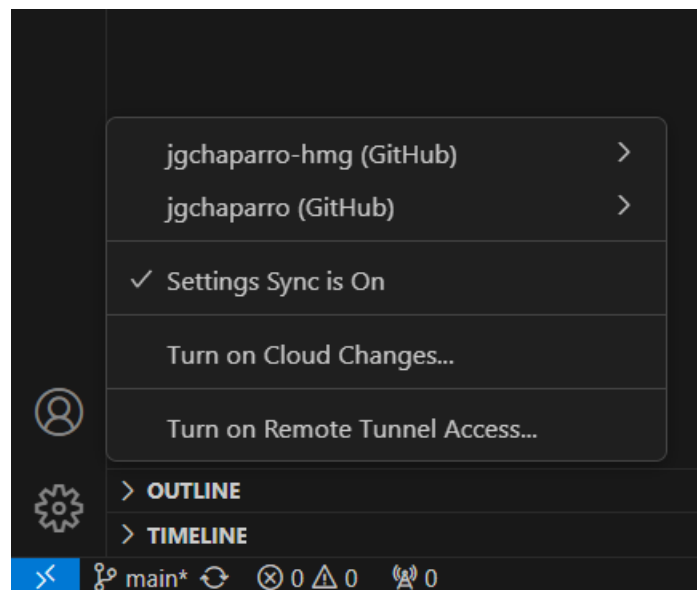 jgchaparro-hmg (GitHub)
jgchaparro (GitHub)
Settings Sync is On
Turn on Cloud Changes...
Turn on Remote Tunnel Access...
OUTLINE
TIMELINE
main* 0 0 0